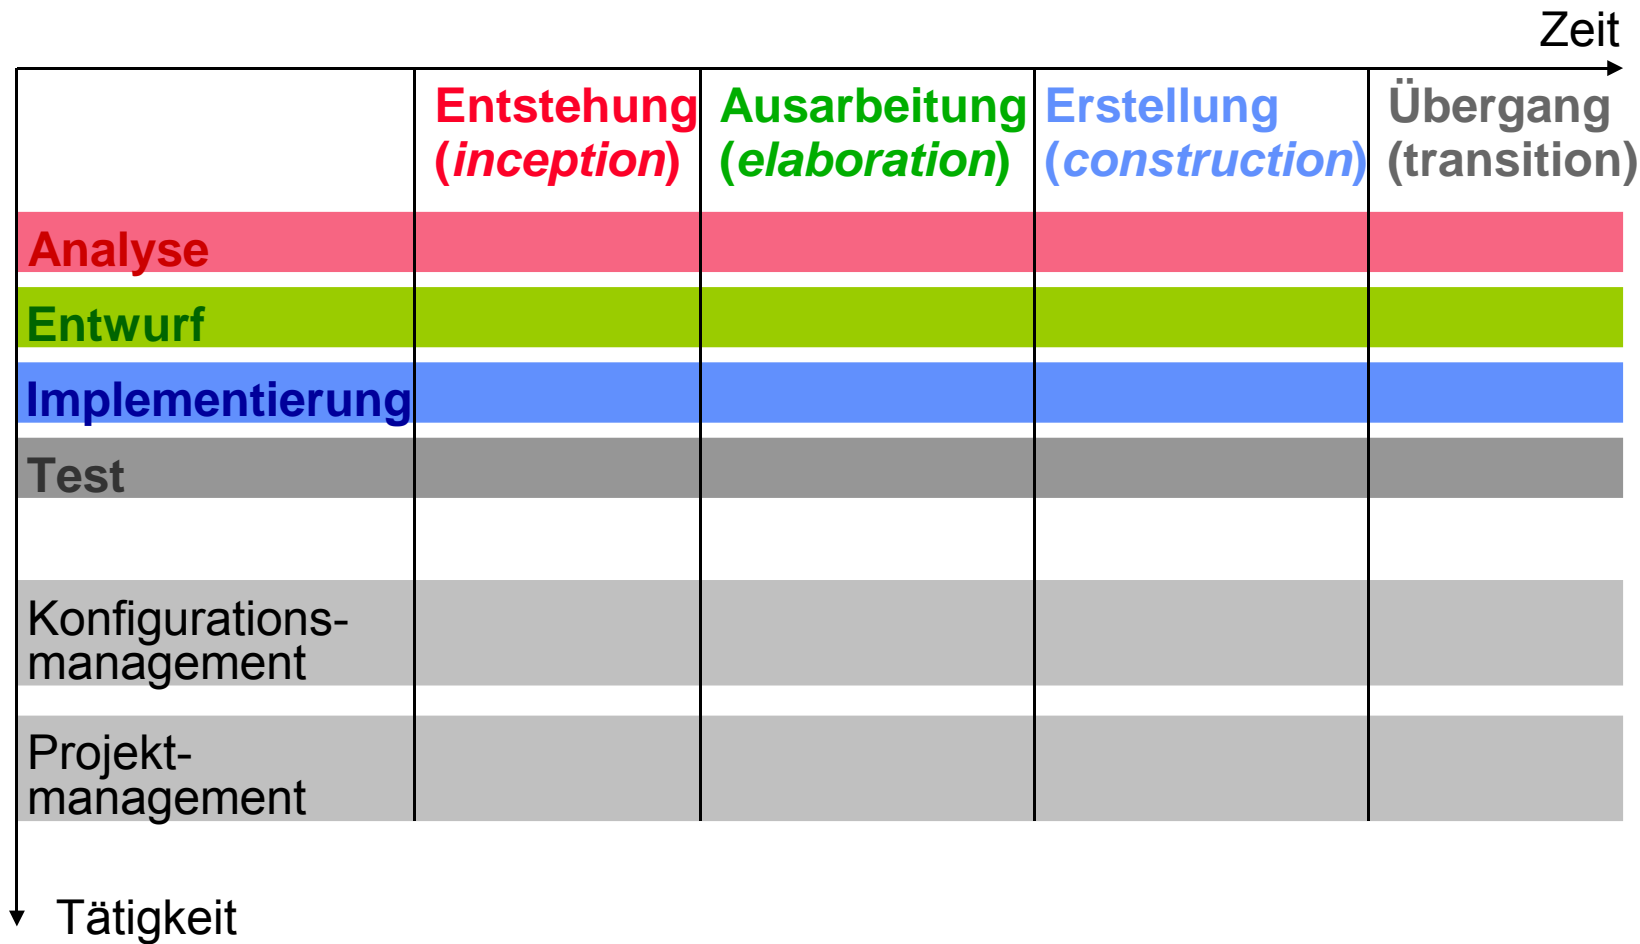 Zeit
Entstehung
(inception)
Ausarbeitung
(elaboration)
Erstellung
(construction)
Übergang
(transition)
Analyse
Entwurf
Implementierung
Test
Konfigurations-
management
Projekt-
management
Tätigkeit